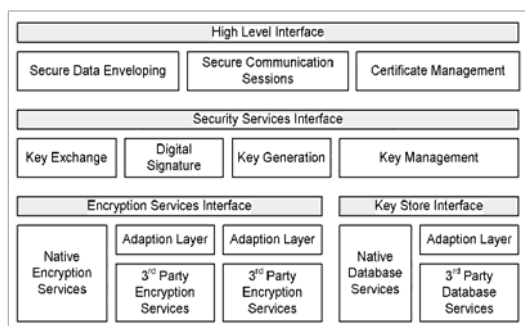 High Level Interface
Secure Data Enveloping
Secure Communication
Sessions
Certificate Management
Security Services Interface
Key Exchange
Digital
Signature
Key Generation
Key Management
Encryption Services Interface
Key Store Interface
Native
Encryption
Services
Adaption Layer
3rd Party
Encryption
Services
Adaption Layer
3rd Party
Encryption
Services
Native
Database
Services
Adaption Layer
3rd Party
Database
Services